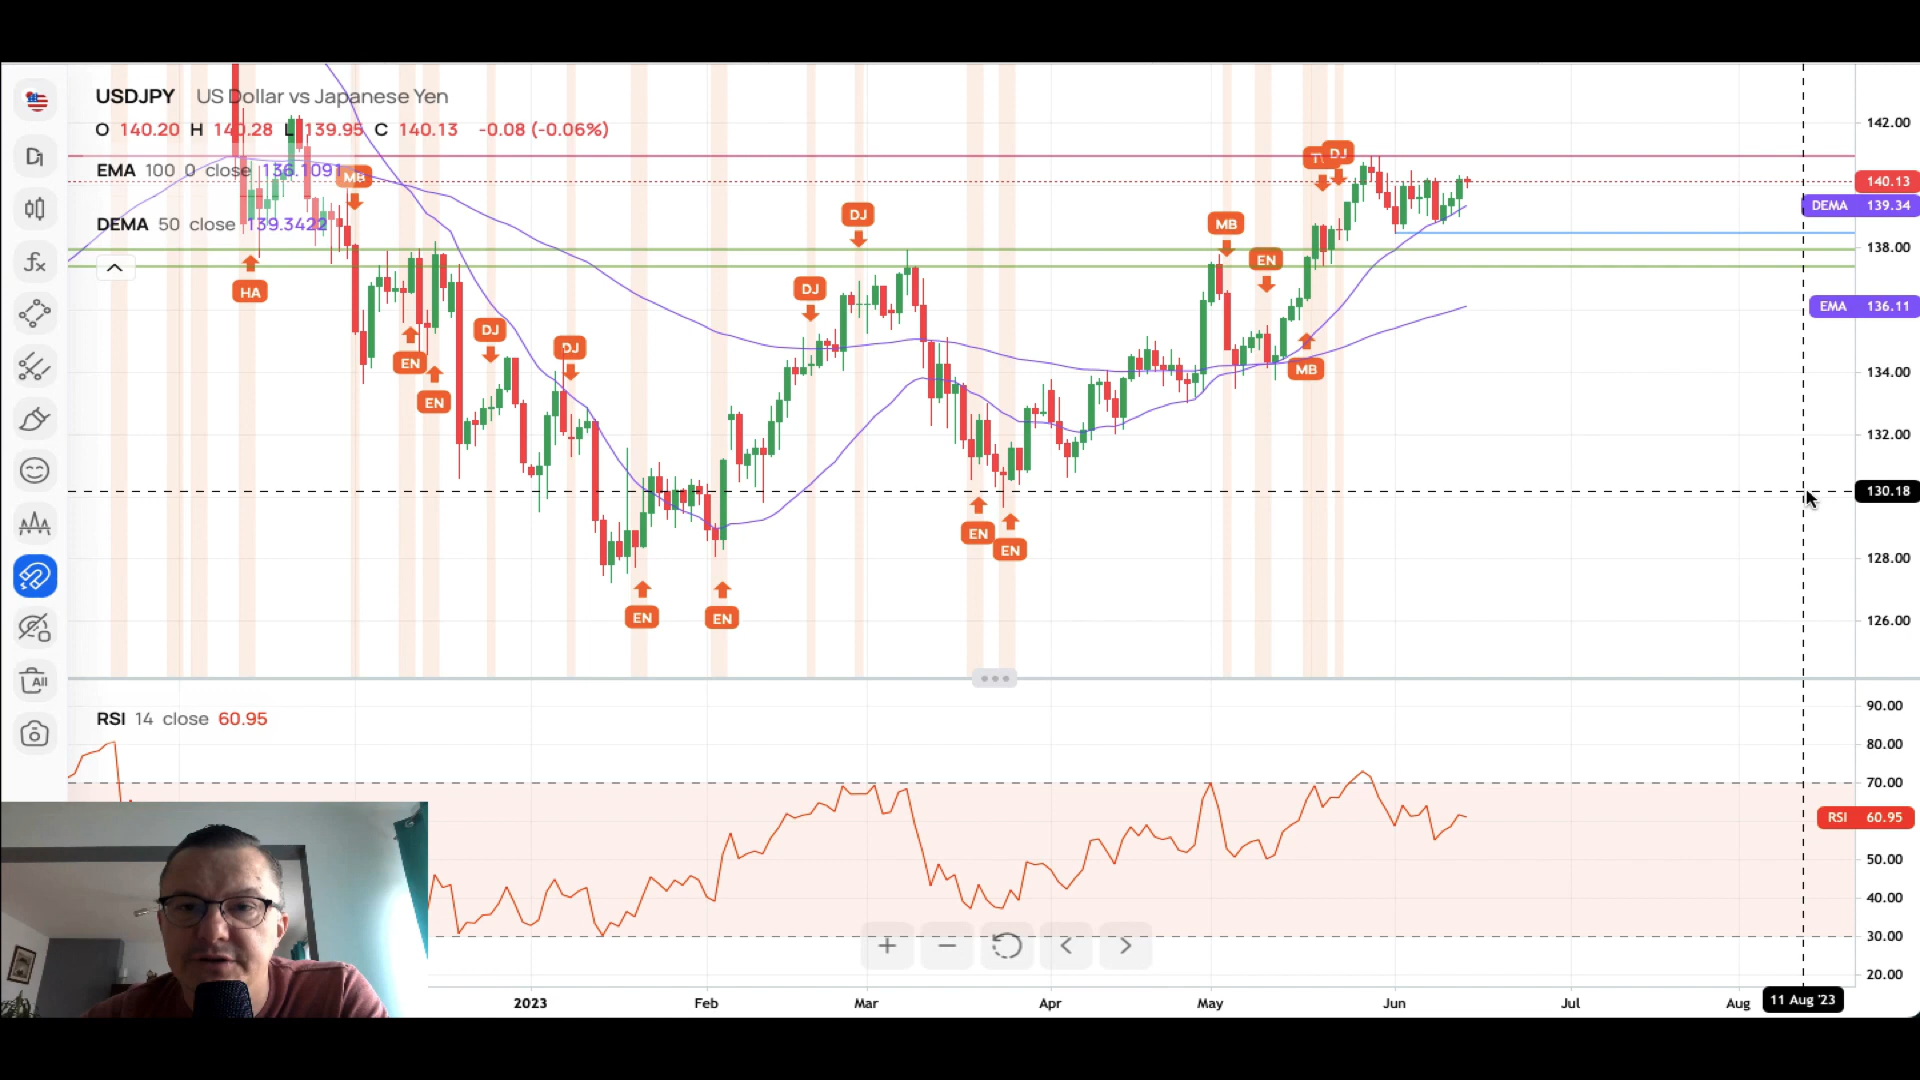 USDJPY US Dollar vs Japanese Yen
O 140.20 H 140.28 L 139.95 C 140.13 -0.08 (-0.06%)
EMA 100 0 close 136.1091
DEMA 50 close 139.3422
D1
fx
All
MB
HA
EN
EN
DJ
DJ
EN
EN
DJ
DJ
EN
EN
MB
EN
MB
DJ
142.00
140.13
DEMA 139.34
138.00
EMA 136.11
134.00
132.00
130.18
128.00
126.00
RSI 14 close 60.95
90.00
80.00
70.00
RSI 60.95
50.00
40.00
30.00
20.00
2023 Feb Mar Apr May Jun Jul Aug 11 Aug '23